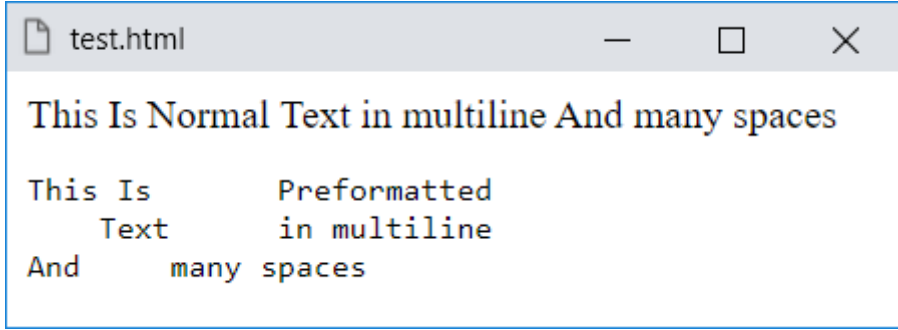 test.html
This Is Normal Text in multiline And many spaces
This Is       Preformatted
    Text      in multiline
And     many spaces